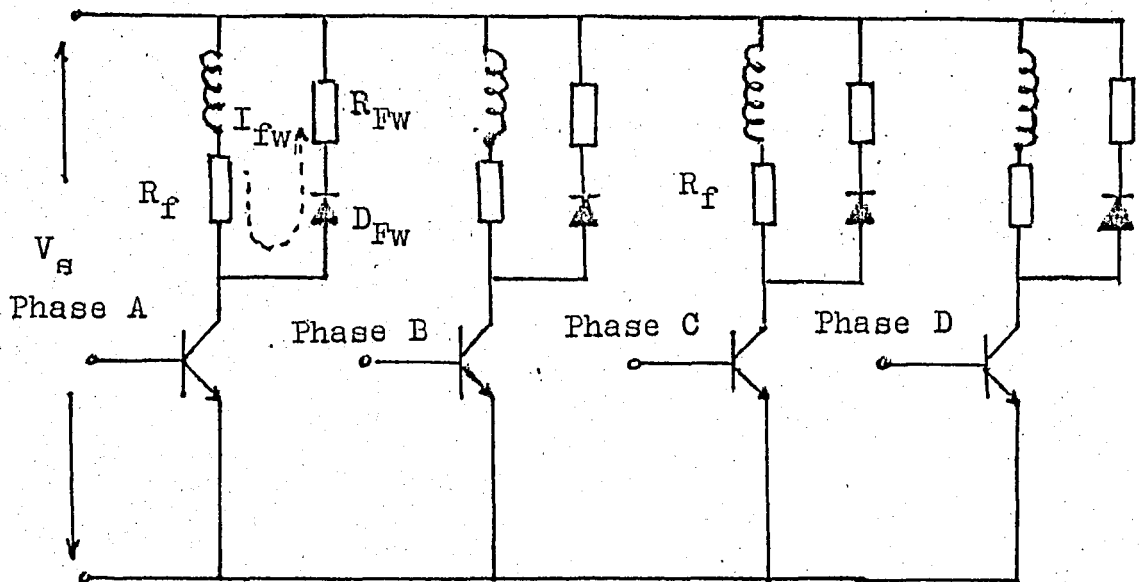 R_Fw
I_fw
R_f
D_Fw
R_f
V_s
Phase A
Phase B
Phase C
Phase D